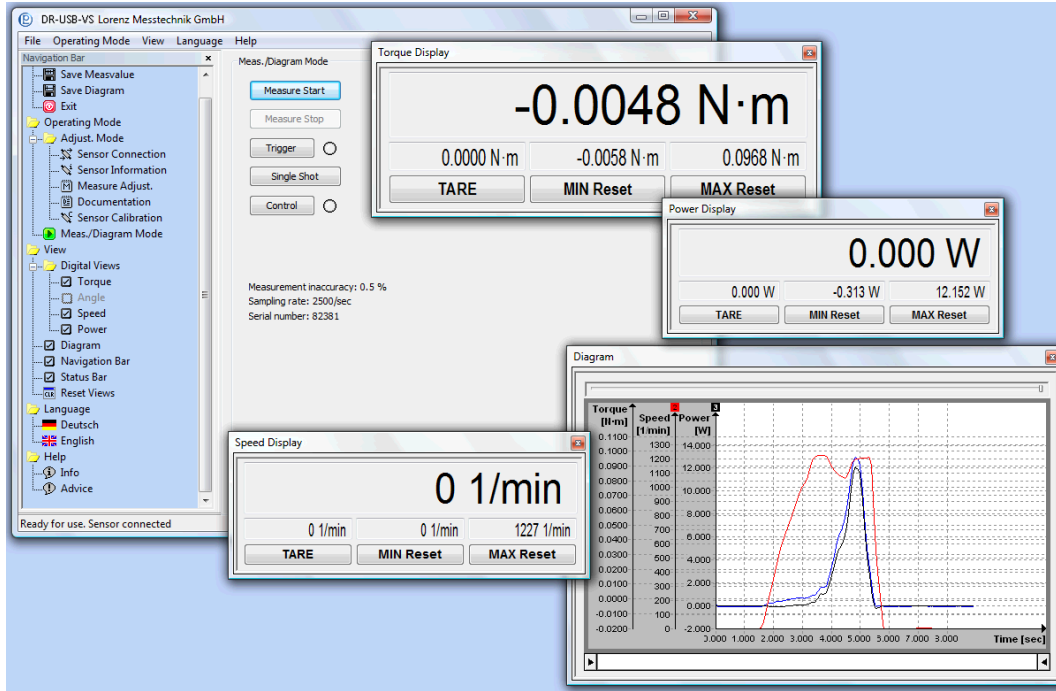 DR-USB-VS Lorenz Messtechnik GmbH
File Operating Mode View Language Help
Navigation Bar
Save Measvalue
Save Diagram
Exit
Operating Mode
Adjust. Mode
Sensor Connection
Sensor Information
Measure Adjust.
Documentation
Sensor Calibration
Meas./Diagram Mode
View
Digital Views
Torque
Angle
Speed
Power
Diagram
Navigation Bar
Status Bar
CLR Reset Views
Language
Deutsch
English
Help
Info
Advice
Ready for use. Sensor connected
Meas./Diagram Mode
Measure Start
Measure Stop
Trigger
Single Shot
Control
Measurement inaccuracy: 0.5 %
Sampling rate: 2500/sec
Serial number: 82381
Torque Display
-0.0048 N·m
0.0000 N·m -0.0058 N·m 0.0968 N·m
TARE MIN Reset MAX Reset
Power Display
0.000 W
0.000 W -0.313 W 12.152 W
TARE MIN Reset MAX Reset
Speed Display
0 1/min
0 1/min 0 1/min 1227 1/min
TARE MIN Reset MAX Reset
Diagram
Torque
[N·m]
0.1100
0.1000
0.0900
0.0800
0.0700
0.0600
0.0500
0.0400
0.0300
0.0200
0.0100
0.0000
-0.0100
-0.0200
Speed
[1/min]
1300
1200
1100
1000
900
800
700
600
500
400
300
200
100
0
3
Power
[W]
14.000
12.000
10.000
8.000
6.000
4.000
2.000
0.000
-2.000
1.000 2.000 3.000 4.000 5.000 7.000
Time [sec]